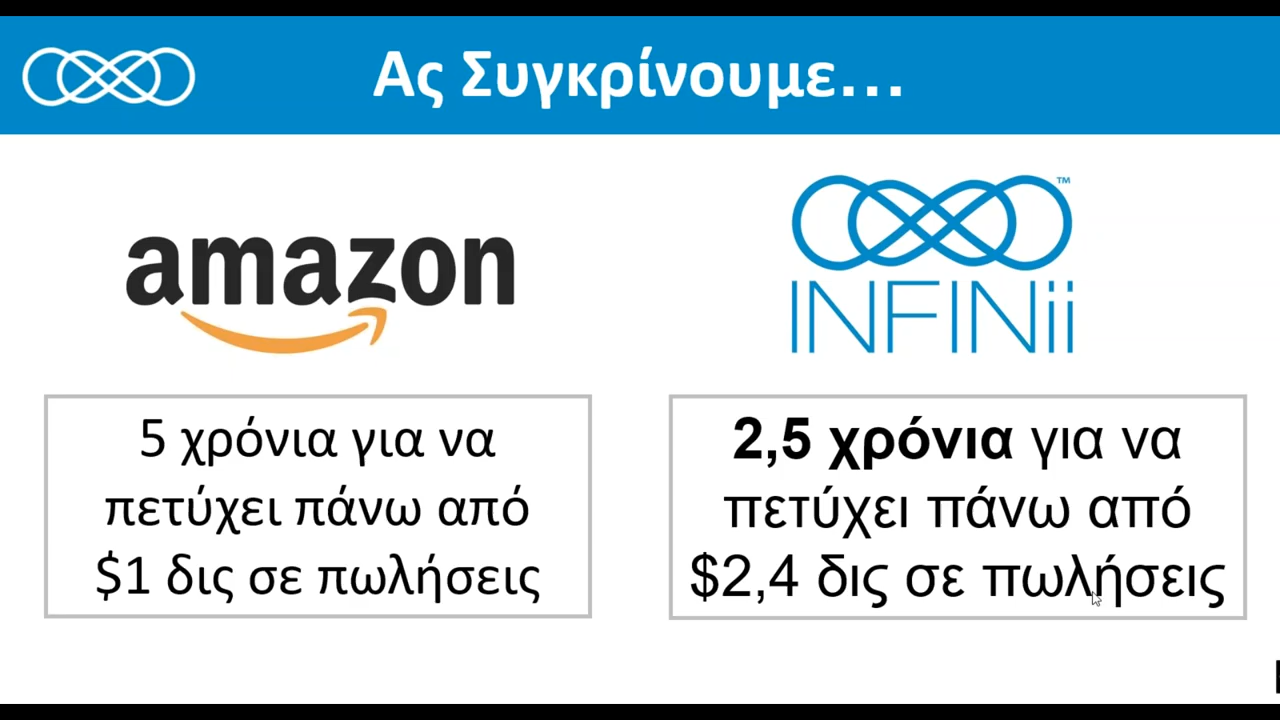 Ας Συγκρίνουμε...
amazon
TM
INFINii
5 χρόνια για να
πετύχει πάνω από
$1 δις σε πωλήσεις
2,5 χρόνια για να
πετύχει πάνω από
$2,4 δις σε πωλήσεις